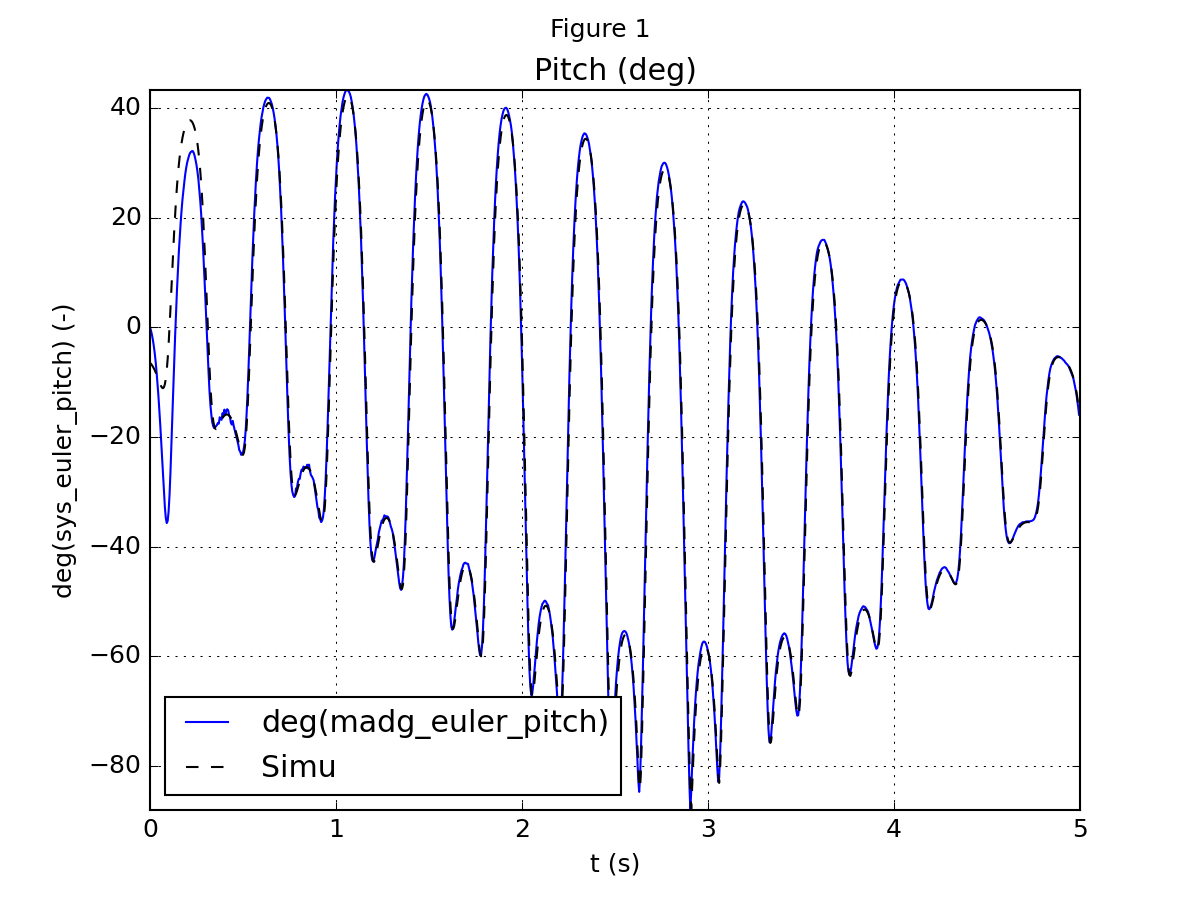 Figure 1
Pitch (deg)
deg(sys_euler_pitch) (-)
40
20
0
−20
−40
−60
−80
deg(madg_euler_pitch)
Simu
0 1 2 3 4 5
t (s)